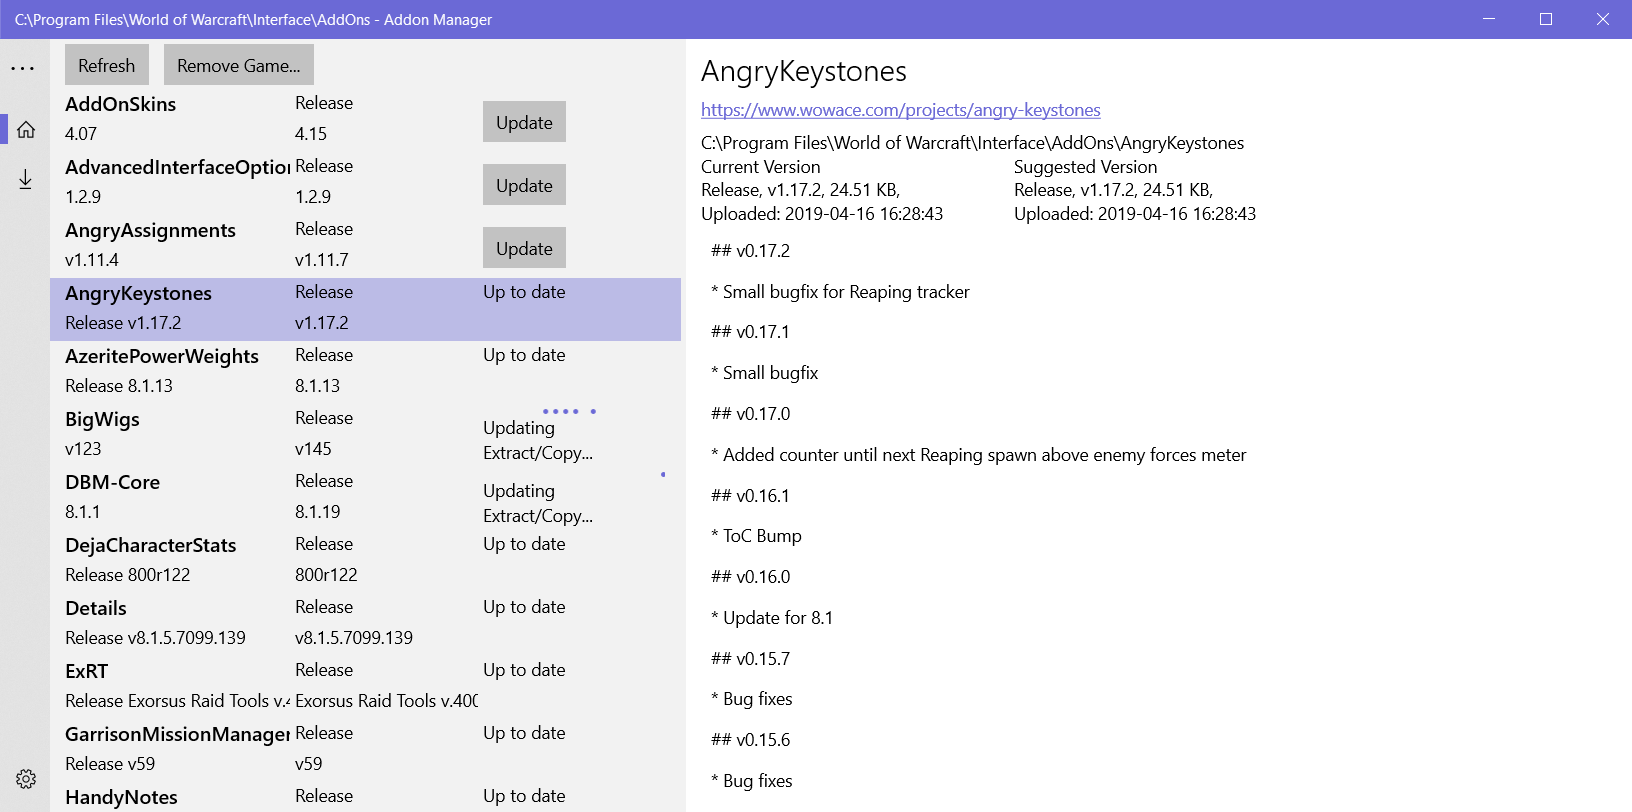 C:\Program Files\World of Warcraft\Interface\AddOns - Addon Manager
Refresh
Remove Game...
AddOnSkins
Release
4.07
4.15
Update
AdvancedInterfaceOption
Release
1.2.9
1.2.9
Update
AngryAssignments
Release
v1.11.4
v1.11.7
Update
AngryKeystones
Release
Up to date
Release v1.17.2
v1.17.2
AzeritePowerWeights
Release
Up to date
Release 8.1.13
8.1.13
BigWigs
Release
v123
v145
Updating
Extract/Copy...
DBM-Core
Release
8.1.1
8.1.19
Updating
Extract/Copy...
DejaCharacterStats
Release
Up to date
Release 800r122
800r122
Details
Release
Up to date
Release v8.1.5.7099.139
v8.1.5.7099.139
ExRT
Release
Up to date
Release Exorsus Raid Tools v.4
Exorsus Raid Tools v.400
GarrisonMissionManager
Release
Up to date
Release v59
v59
HandyNotes
Release
Up to date
AngryKeystones
https://www.wowace.com/projects/angry-keystones
C:\Program Files\World of Warcraft\Interface\AddOns\AngryKeystones
Current Version
Release, v1.17.2, 24.51 KB,
Uploaded: 2019-04-16 16:28:43
Suggested Version
Release, v1.17.2, 24.51 KB,
Uploaded: 2019-04-16 16:28:43
## v0.17.2
* Small bugfix for Reaping tracker
## v0.17.1
* Small bugfix
## v0.17.0
* Added counter until next Reaping spawn above enemy forces meter
## v0.16.1
* ToC Bump
## v0.16.0
* Update for 8.1
## v0.15.7
* Bug fixes
## v0.15.6
* Bug fixes